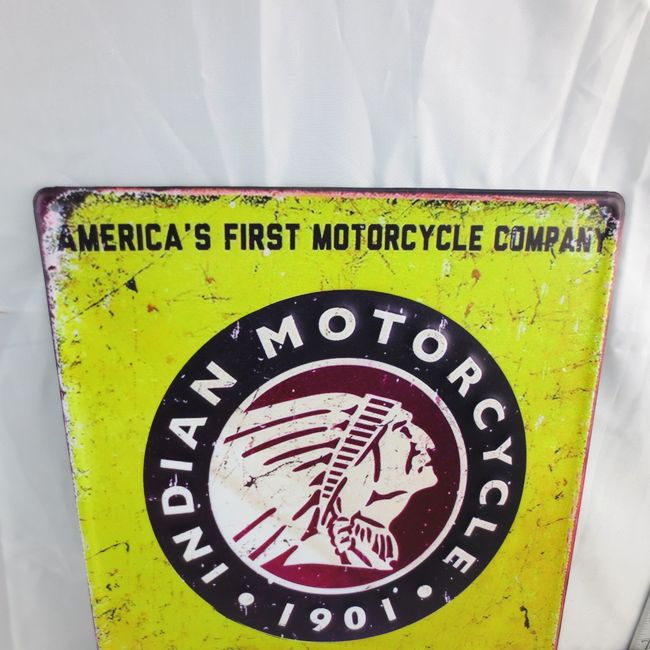 AMERICA'S FIRST MOTORCYCLE COMPANY
INDIAN MOTORCYCLE
• 1901 •